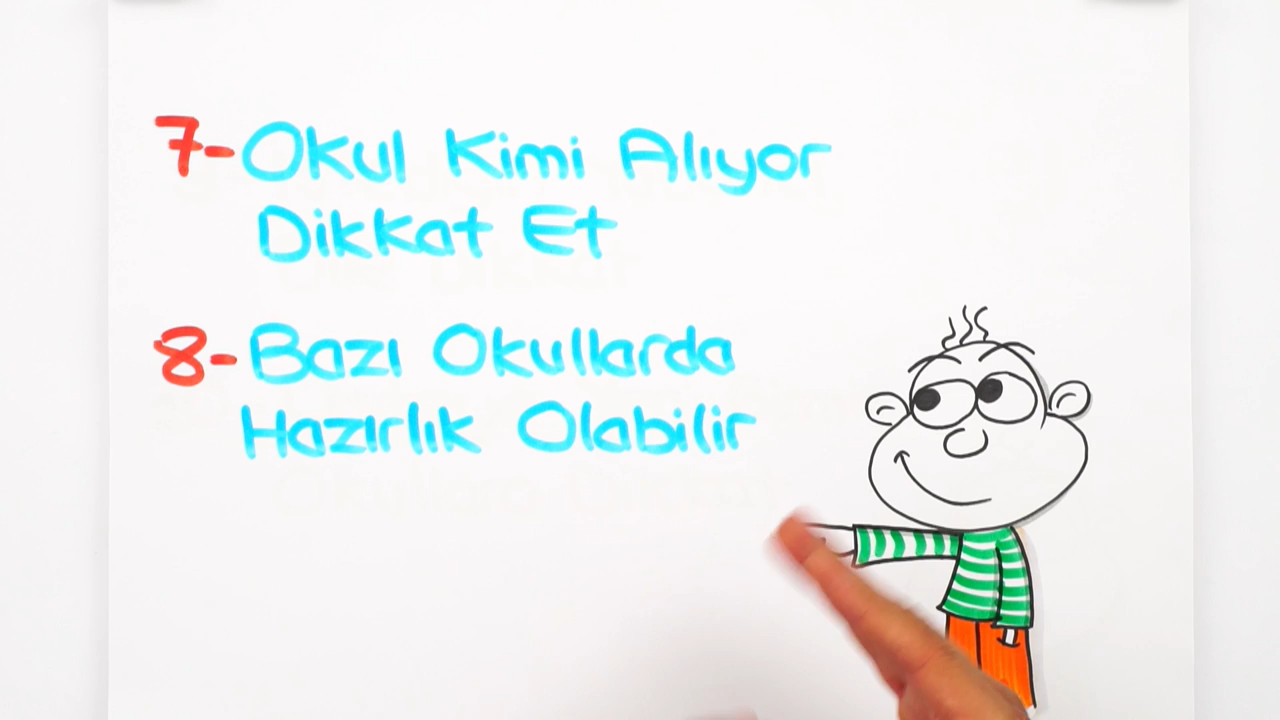 7-Okul Kimi Alıyor
Dikkat Et
8-Bazı Okullarda
Hazırlık Olabilir